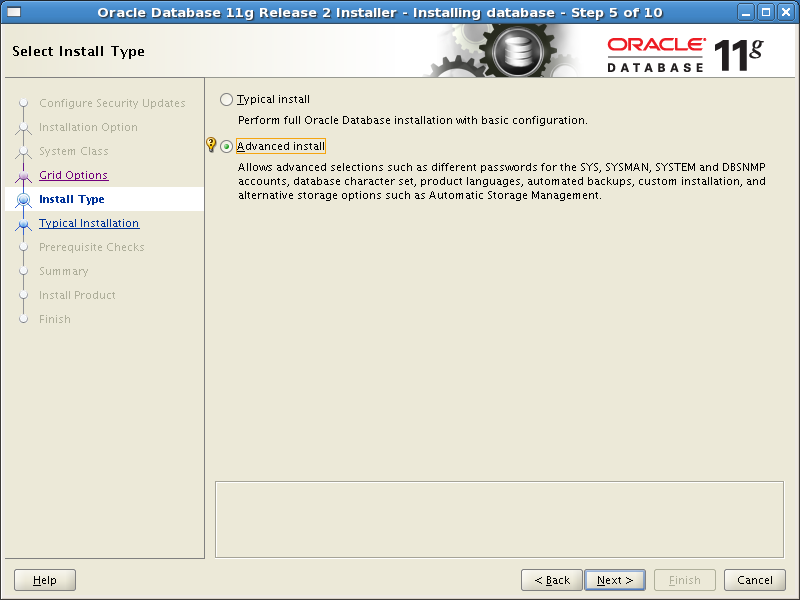 Oracle Database 11g Release 2 Installer - Installing database - Step 5 of 10
Select Install Type
ORACLE®
DATABASE
11g
Configure Security Updates
Installation Option
System Class
Grid Options
Install Type
Typical Installation
Prerequisite Checks
Summary
Install Product
Finish
Typical install
Perform full Oracle Database installation with basic configuration.
Advanced install
Allows advanced selections such as different passwords for the SYS, SYSMAN, SYSTEM and DBSNMP
accounts, database character set, product languages, automated backups, custom installation, and
alternative storage options such as Automatic Storage Management.
Help
< Back
Next >
Finish
Cancel